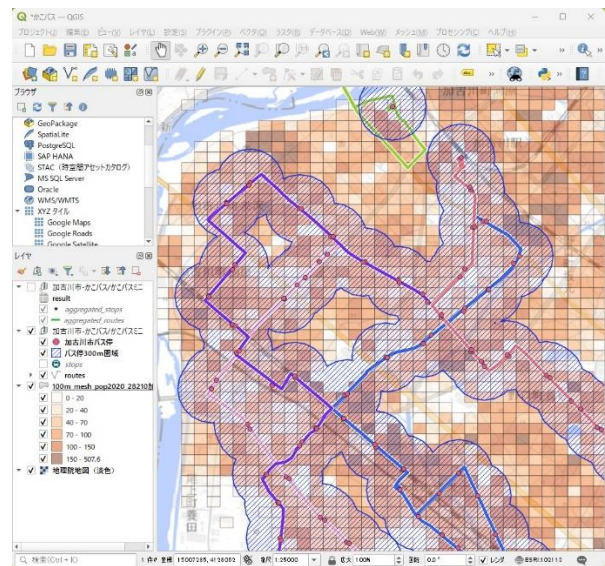 *かこバス — QGIS
プロジェクト(J) 編集(E) ビュー(V) レイヤ(L) 設定(S) プラグイン(P) ベクタ(O) ラスタ(R) データベース(D) Web(W) メッシュ(M) プロセシング(C) ヘルプ(H)
ブラウザ
GeoPackage
SpatiaLite
PostgreSQL
SAP HANA
STAC（時空間アセットカタログ）
MS SQL Server
Oracle
WMS/WMTS
XYZ タイル
Google Maps
Google Roads
Google Satellite
レイヤ
加古川市-かこバス/かこバスミニ
result
aggregated_stops
aggregated_routes
加古川市-かこバス/かこバスミニ
加古川市バス停
バス停300m圏域
stops
routes
100m_mesh_pop2020_28210
0 - 20
20 - 40
40 - 70
70 - 100
100 - 150
150 - 507.6
地理院地図（淡色）
尾上町養田
検索(Ctrl + K)
座標
1:25000
拡大 100%
回転 0.0°
レンダ
ESRI:102113